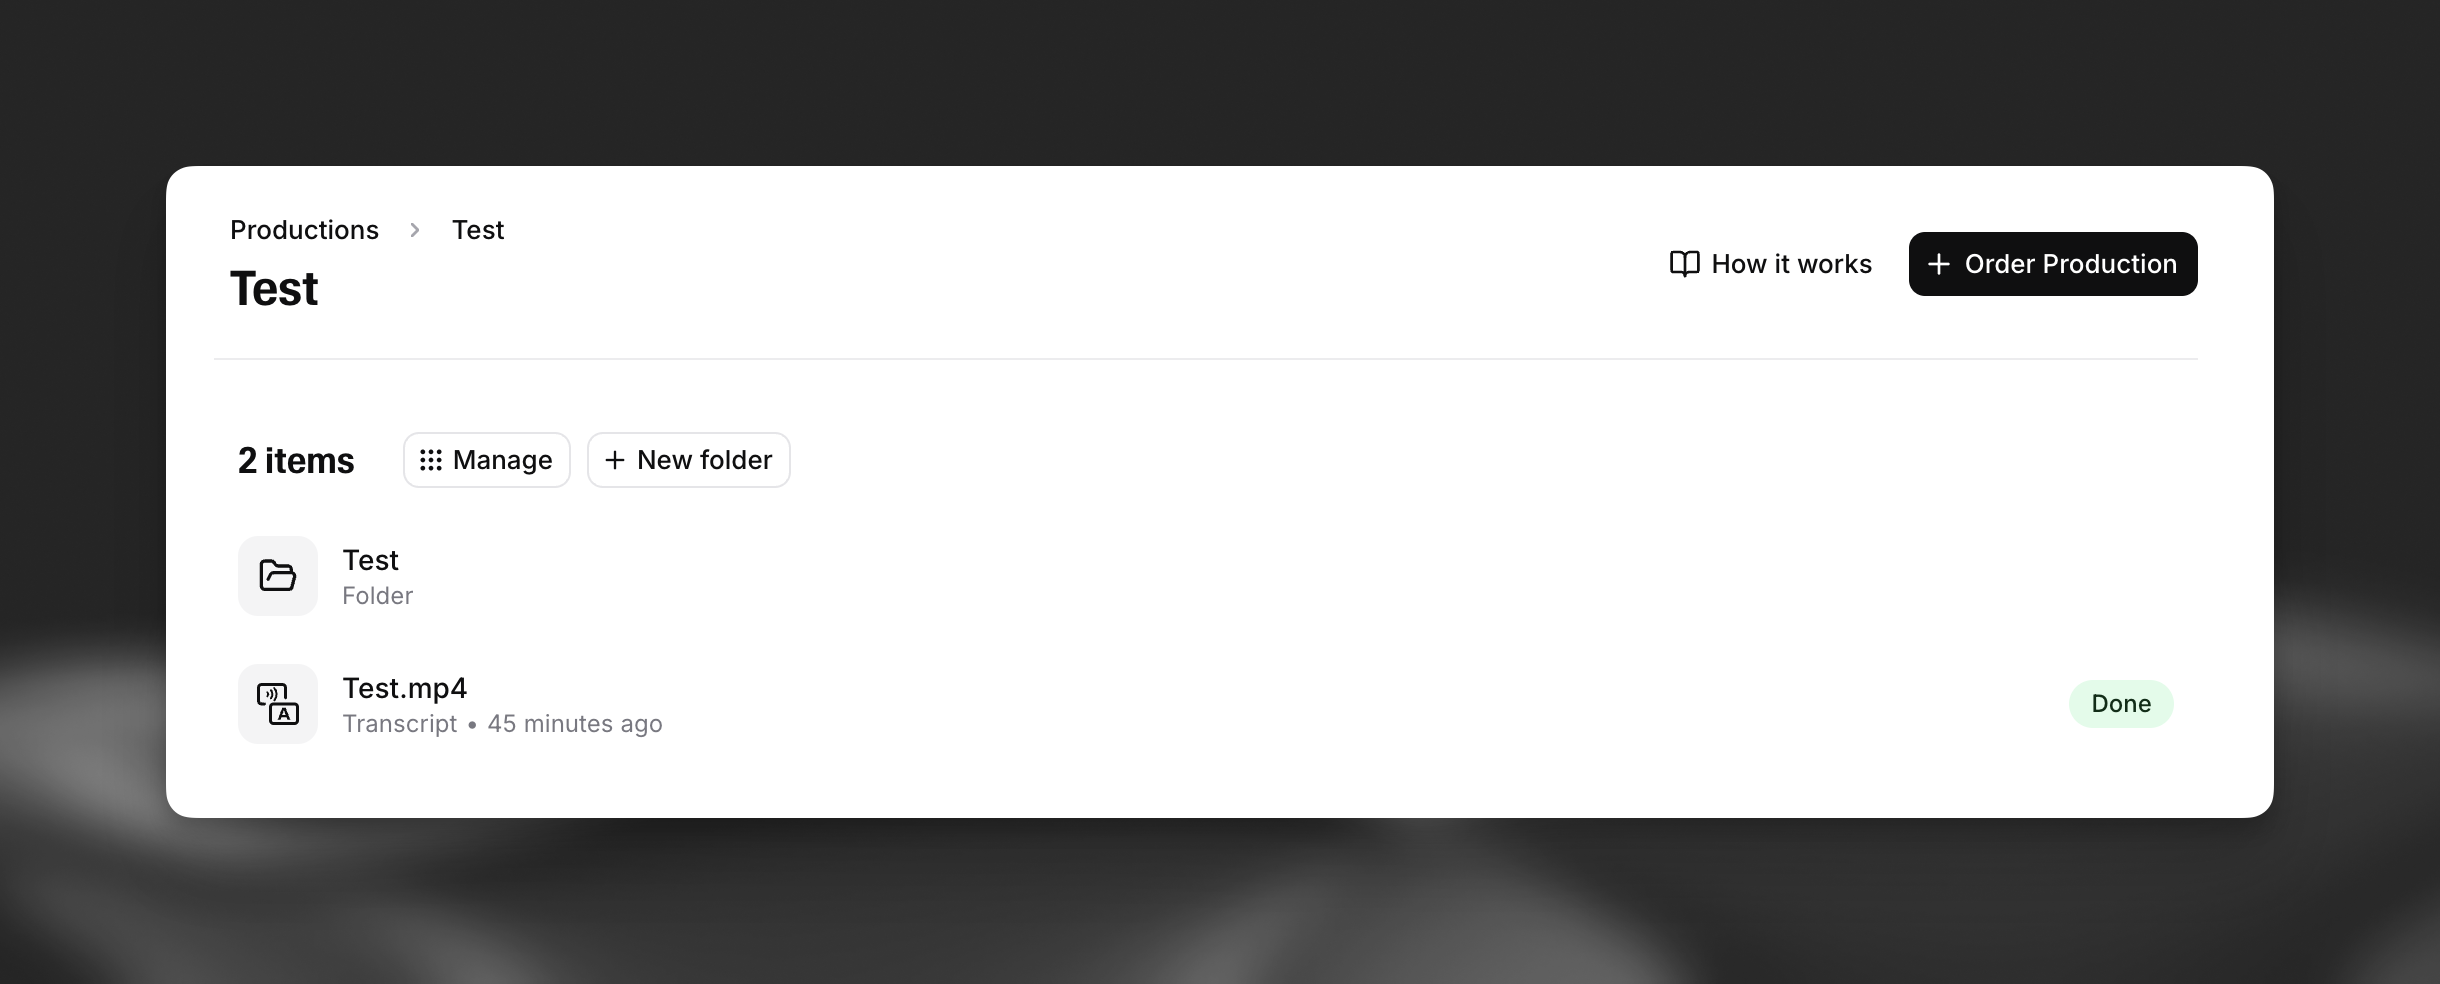 Productions > Test
Test
How it works
Order Production
2 items
Manage
New folder
Test
Folder
Test.mp4
Transcript • 45 minutes ago
Done